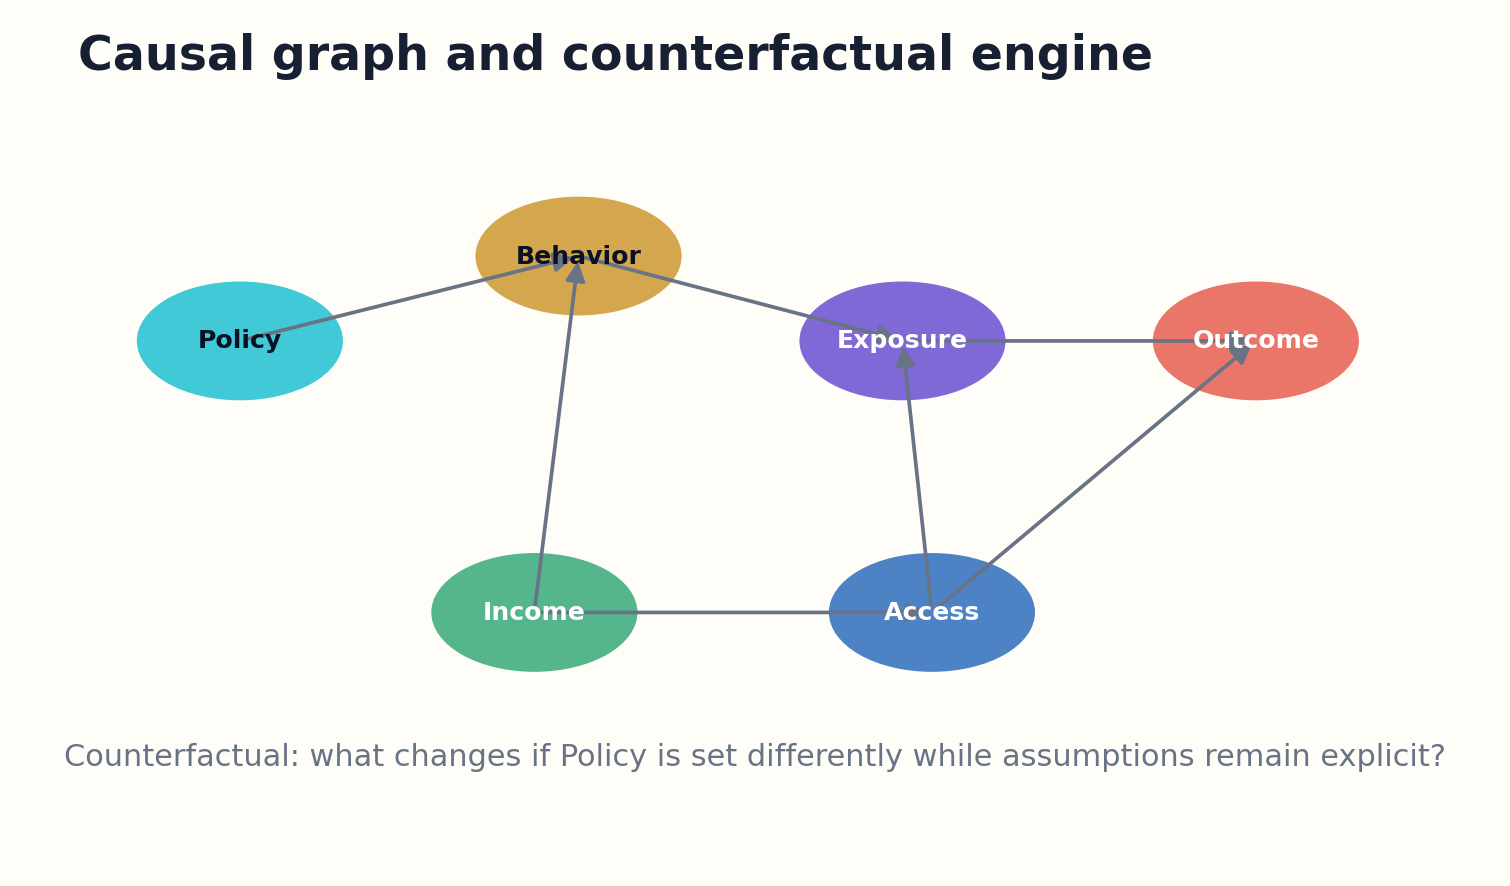 Causal graph and counterfactual engine
Behavior
Policy
Exposure
Outcome
Income
Access
Counterfactual: what changes if Policy is set differently while assumptions remain explicit?